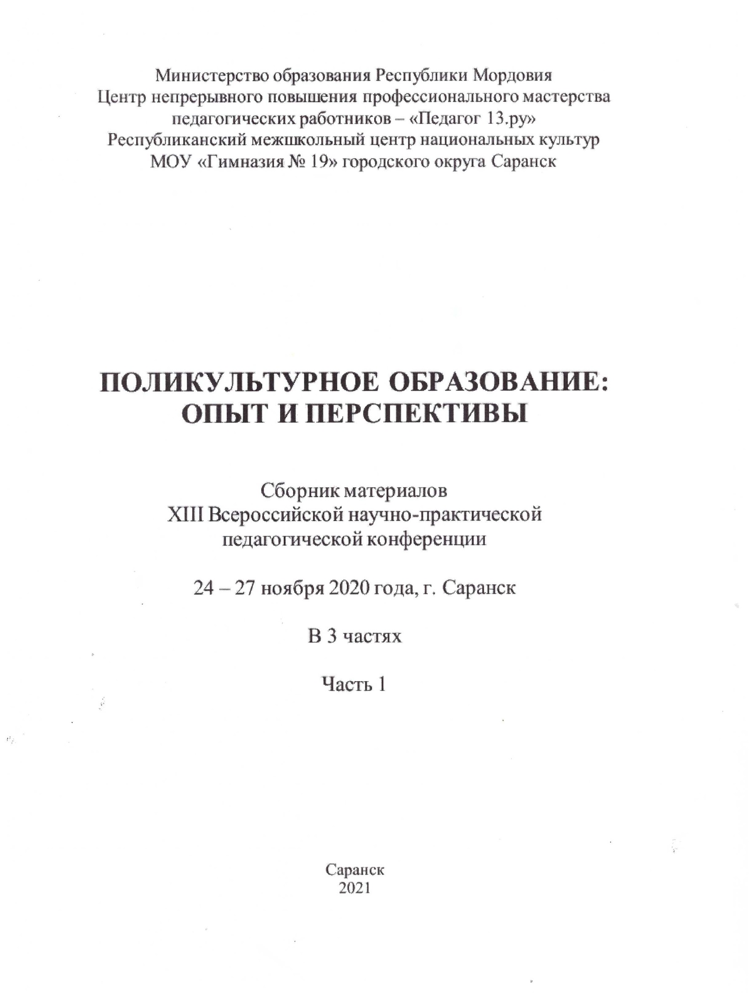 Министерство образования Республики Мордовия
Центр непрерывного повышения профессионального мастерства
педагогических работников – «Педагог 13.ру»
Республиканский межшкольный центр национальных культур
МОУ «Гимназия № 19» городского округа Саранск
ПОЛИКУЛЬТУРНОЕ ОБРАЗОВАНИЕ:
ОПЫТ И ПЕРСПЕКТИВЫ
Сборник материалов
XIII Всероссийской научно-практической
педагогической конференции
24 – 27 ноября 2020 года, г. Саранск
В 3 частях
Часть 1
Саранск
2021